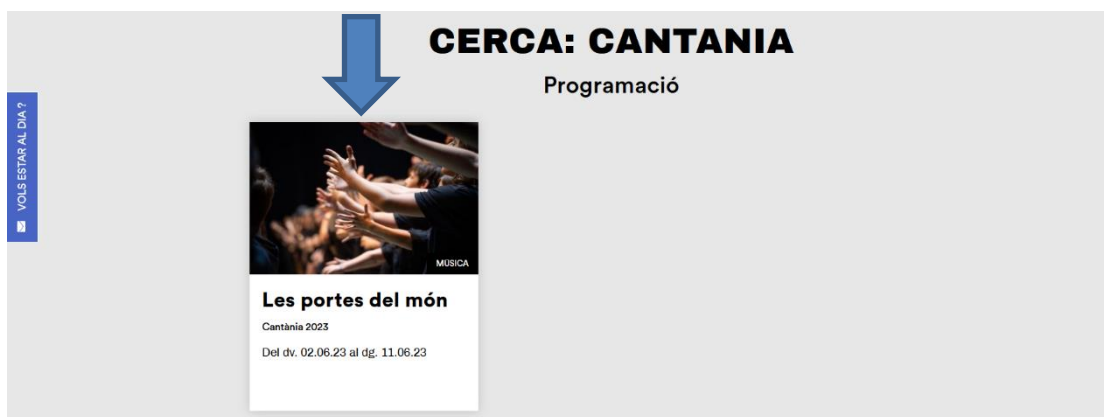 CERCA: CANTANIA
Programació
VOLS ESTAR AL DIA?
MÚSICA
Les portes del món
Cantània 2023
Del dv. 02.06.23 al dg. 11.06.23